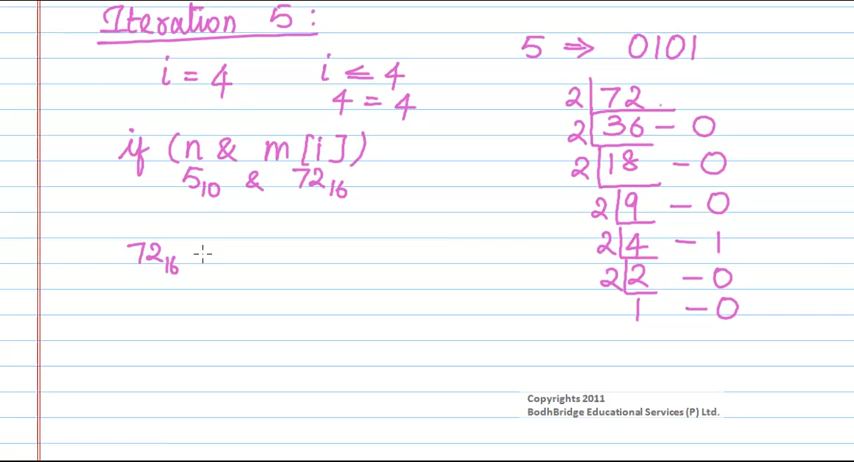 Iteration 5 :
i = 4 i <= 4
4 = 4
if (n & m [i])
5₁₀ & 72₁₆
72₁₆
5 ⇒ 0101
2 | 72
2 | 36 – 0
2 | 18 – 0
2 | 9 – 0
2 | 4 – 1
2 | 2 – 0
1 – 0
Copyrights 2011
BodhBridge Educational Services (P) Ltd.